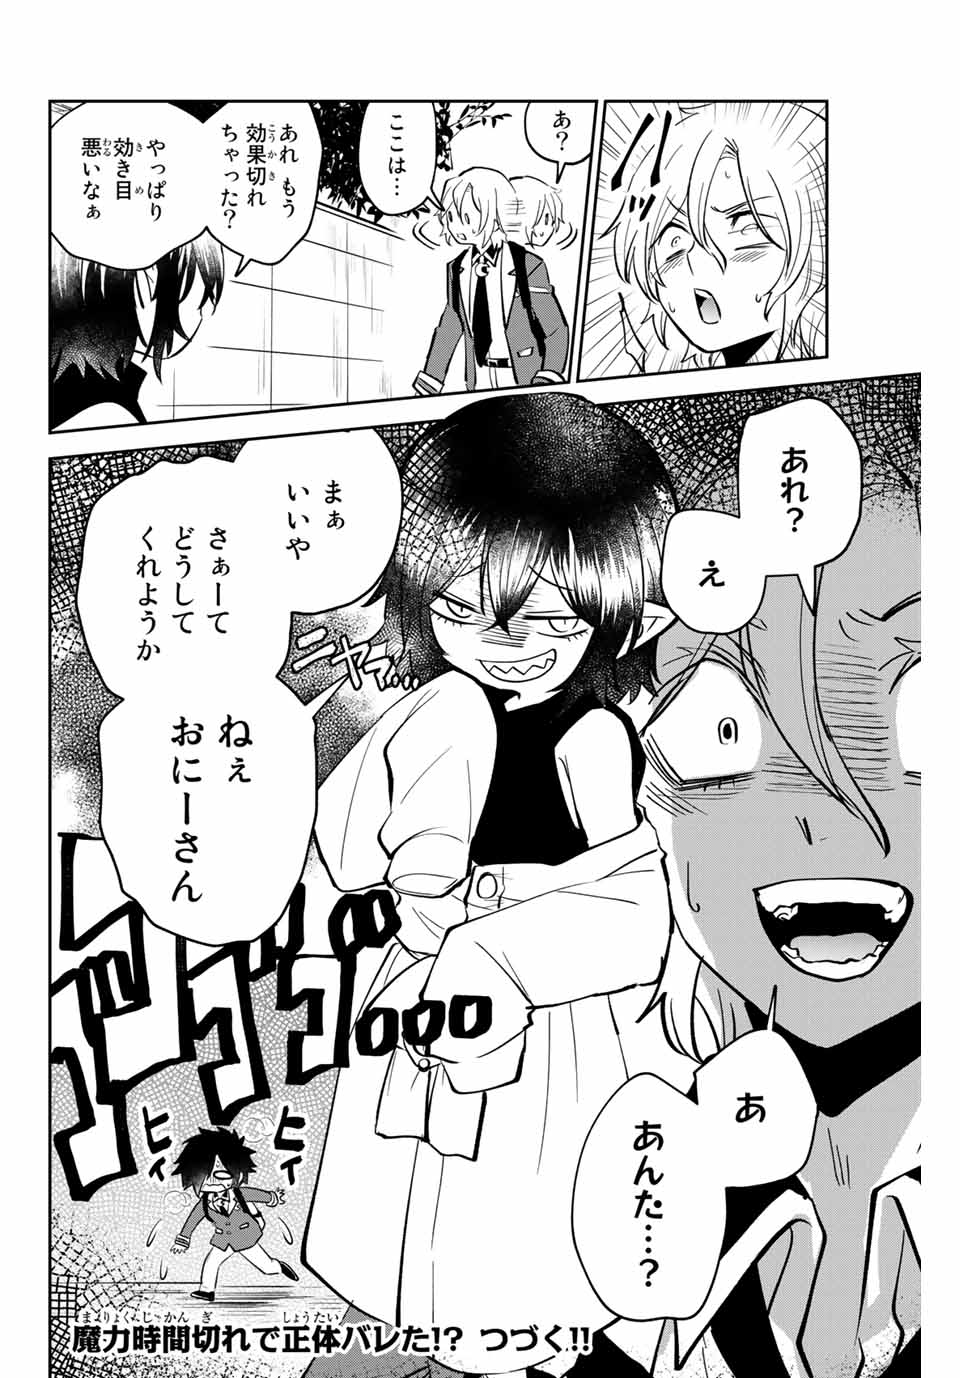 ハッ
あ?
ここは…
あれ もう
効果切れ
ちゃった?
やっぱり
効き目
悪いなぁ
あれ?
え
まぁ
いいや
ニヤァ…
さぁーて
どうして
くれようか
ねぇ
おにーさん
あ
あんた…?
ゴゴゴ
ヒィ
ヒィ
魔力時間切れで正体バレた!? つづく!!